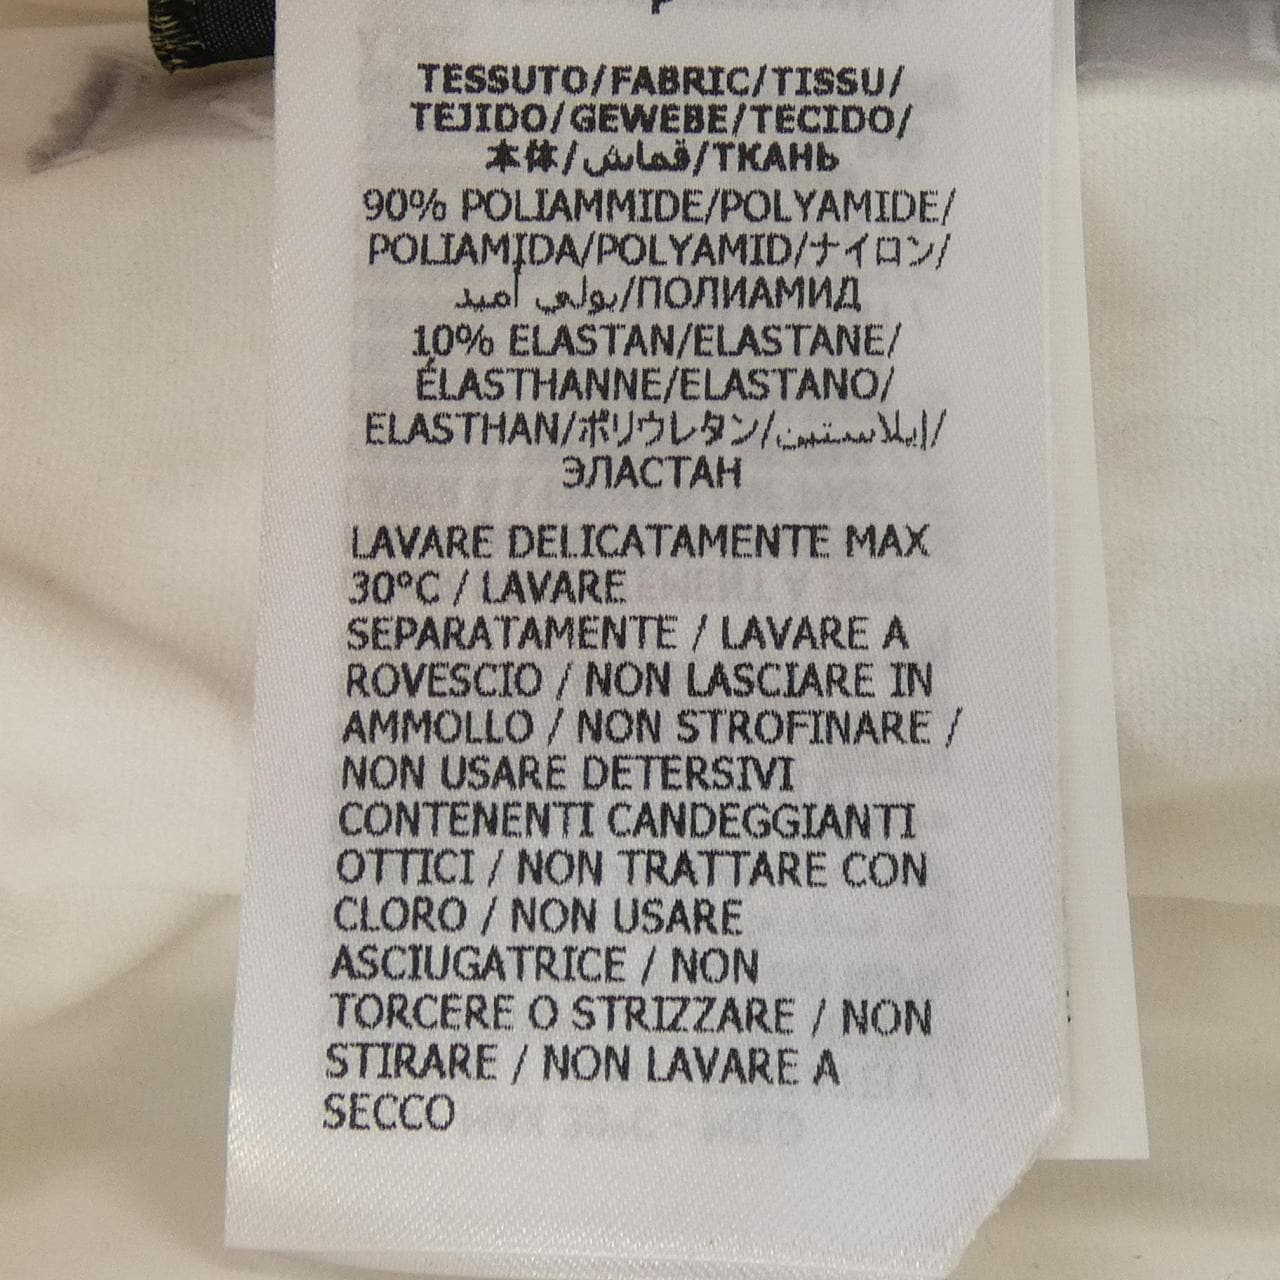 TESSUTO/FABRIC/TISSU/
TEJIDO/GEWEBE/TECIDO/
本体/قماش/ТКАНЬ
90% POLIAMMIDE/POLYAMIDE/
POLIAMIDA/POLYAMID/ナイロン/
بولي أميد/ПОЛИАМИД
10% ELASTAN/ELASTANE/
ÉLASTHANNE/ELASTANO/
ELASTHAN/ポリウレタン/إيلاستين/
ЭЛАСТАН
LAVARE DELICATAMENTE MAX
30°C / LAVARE
SEPARATAMENTE / LAVARE A
ROVESCIO / NON LASCIARE IN
AMMOLLO / NON STROFINARE /
NON USARE DETERSIVI
CONTENENTI CANDEGGIANTI
OTTICI / NON TRATTARE CON
CLORO / NON USARE
ASCIUGATRICE / NON
TORCERE O STRIZZARE / NON
STIRARE / NON LAVARE A
SECCO